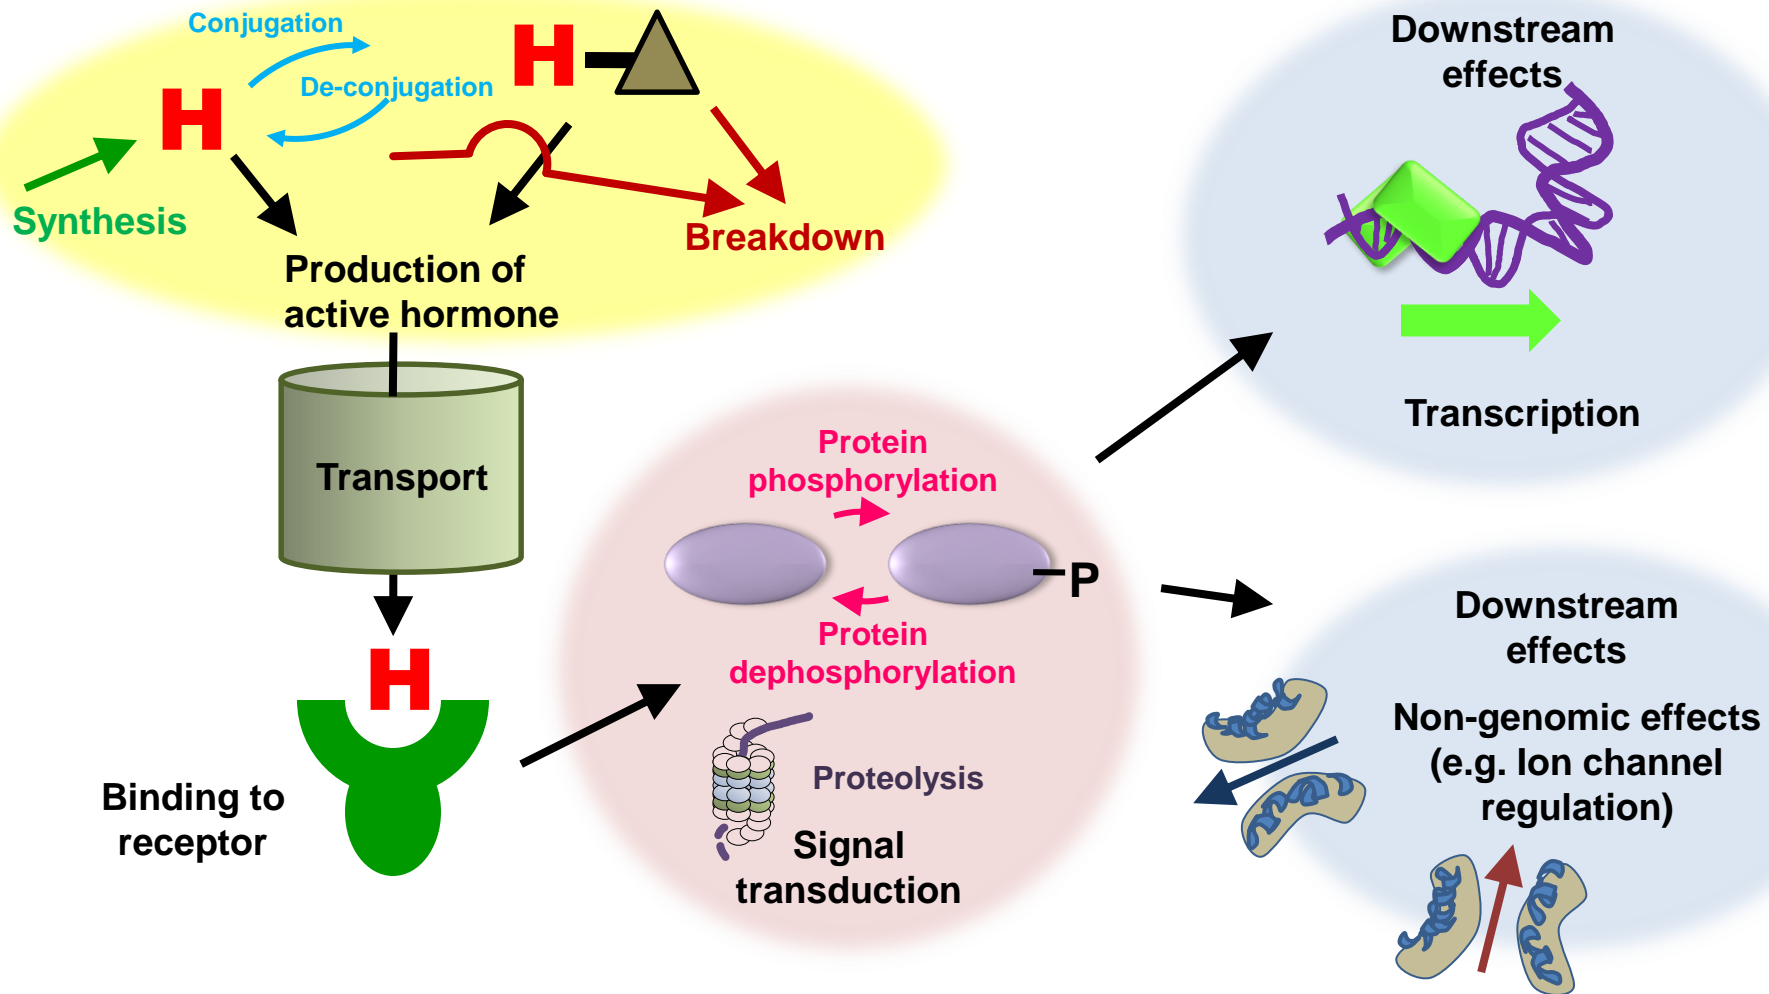 Conjugation
De-conjugation
H
H
Synthesis
Breakdown
Production of
active hormone
Transport
H
Binding to
receptor
Protein
phosphorylation
P
Protein
dephosphorylation
Proteolysis
Signal
transduction
Downstream
effects
Transcription
Downstream
effects
Non-genomic effects
(e.g. Ion channel
regulation)